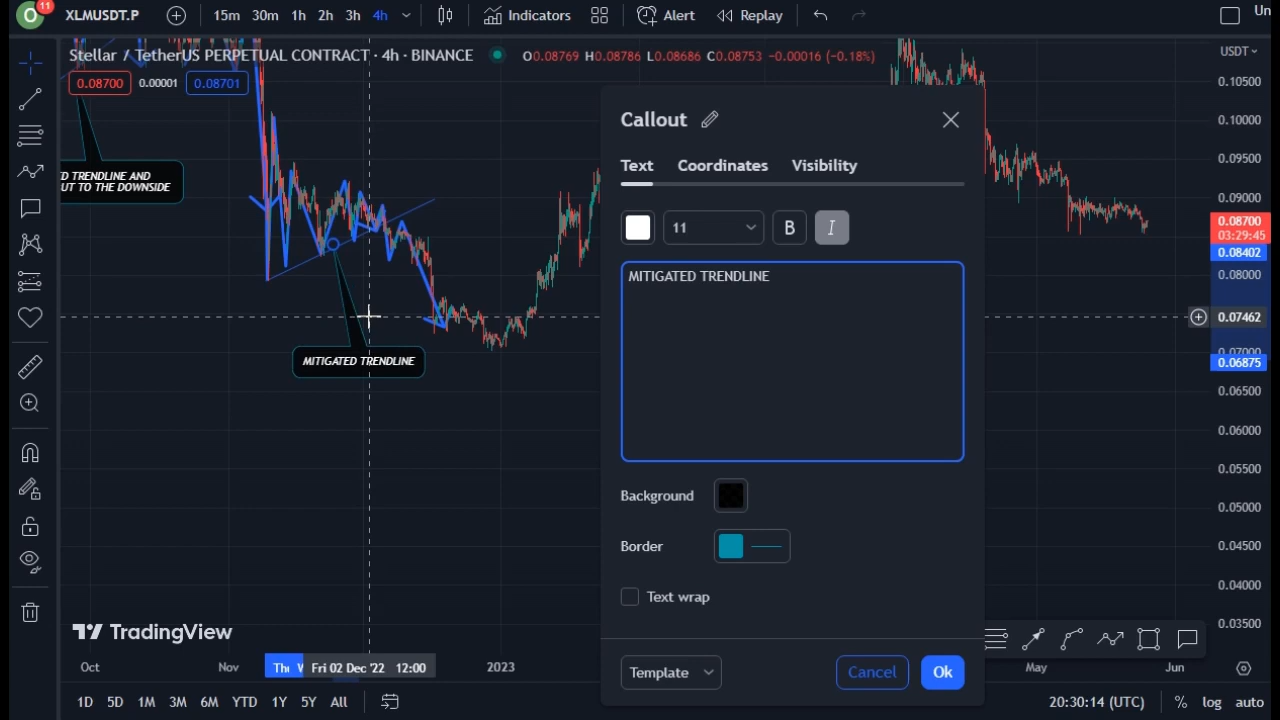 O
11
XLMUSDT.P
15m 30m 1h 2h 3h 4h
Indicators
Alert
Replay
Un
Stellar / TetherUS PERPETUAL CONTRACT · 4h · BINANCE
O0.08769 H0.08786 L0.08686 C0.08753 −0.00016 (−0.18%)
USDT
0.08700 0.00001 0.08701
D TRENDLINE AND
UT TO THE DOWNSIDE
MITIGATED TRENDLINE
Callout
Text Coordinates Visibility
11
B
I
MITIGATED TRENDLINE
Background
Border
Text wrap
Template
Cancel
Ok
0.10500
0.10000
0.09500
0.09000
0.08700
03:29:45
0.08402
0.08000
0.07462
0.07000
0.06875
0.06500
0.06000
0.05500
0.05000
0.04500
0.04000
0.03500
TradingView
Oct Nov Thu Fri 02 Dec '22 12:00 2023 May Jun
1D 5D 1M 3M 6M YTD 1Y 5Y All
20:30:14 (UTC) % log auto